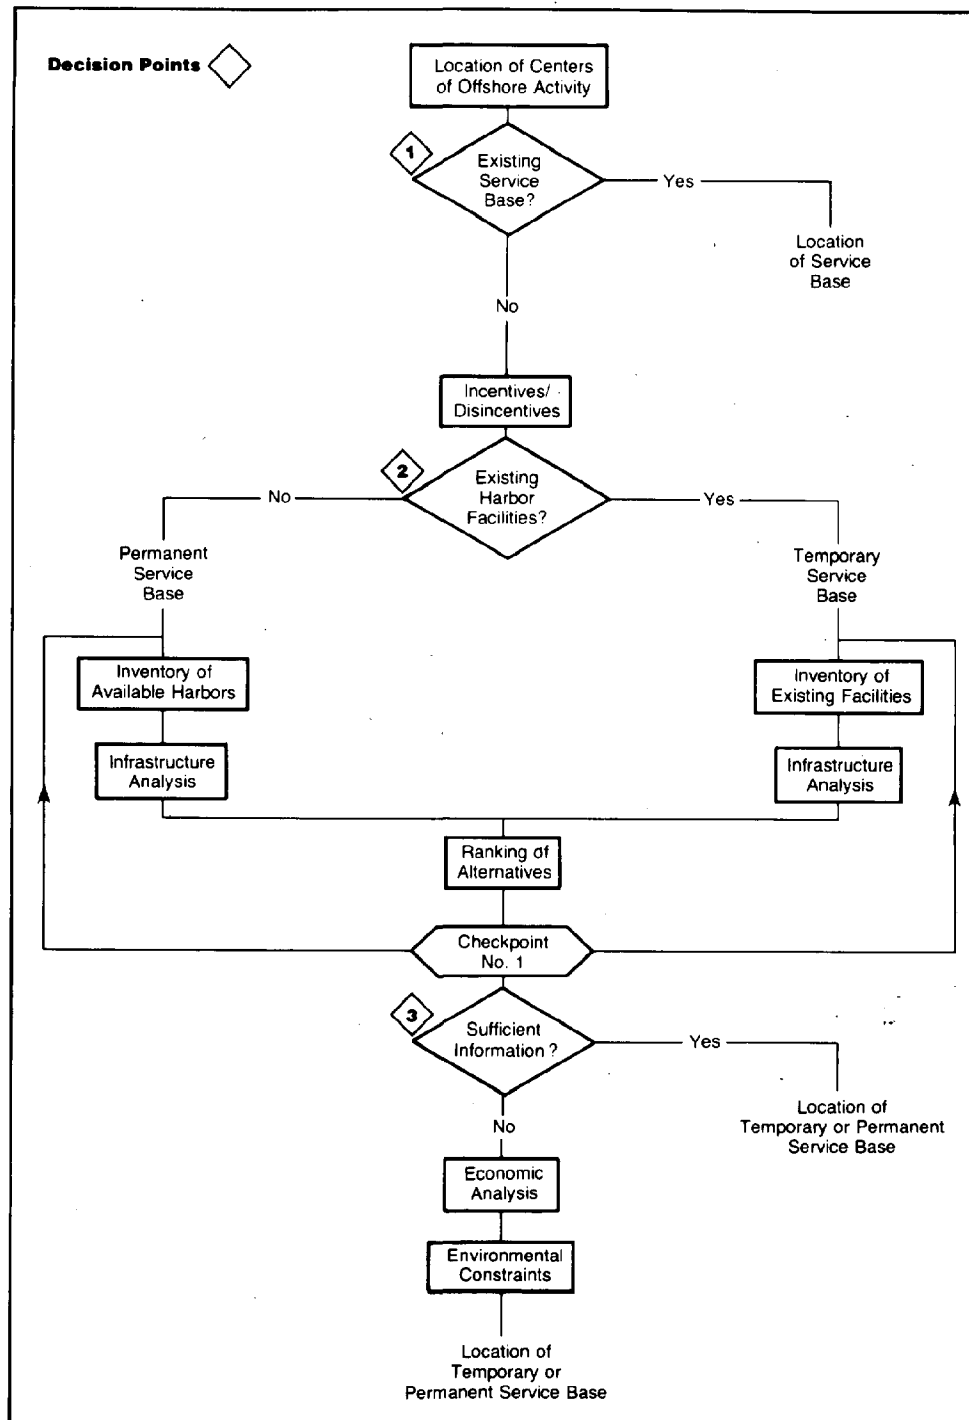 Decision Points
Location of Centers
of Offshore Activity
1
Existing
Service
Base?
Yes
Location
of Service
Base
No
Incentives/
Disincentives
2
Existing
Harbor
Facilities?
No
Yes
Permanent
Service
Base
Temporary
Service
Base
Inventory of
Available Harbors
Inventory of
Existing Facilities
Infrastructure
Analysis
Infrastructure
Analysis
Ranking of
Alternatives
Checkpoint
No. 1
3
Sufficient
Information?
Yes
Location of
Temporary or Permanent
Service Base
No
Economic
Analysis
Environmental
Constraints
Location of
Temporary or
Permanent Service Base